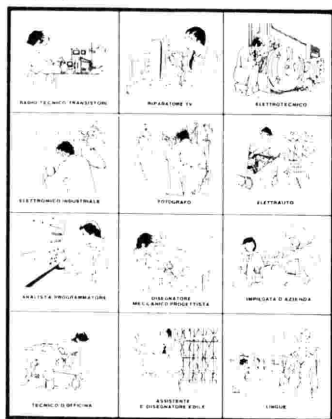 RADIO TECNICO TRANSISTORI
RIPARATORE TV
ELETTROTECNICO
ELETTRONICO INDUSTRIALE
FOTOGRAFO
ELETTRAUTO
ANALISTA PROGRAMMATORE
DISEGNATORE
MECCANICO PROGETTISTA
IMPIEGATA D'AZIENDA
TECNICO D'OFFICINA
ASSISTENTE
E DISEGNATORE EDILE
LINGUE